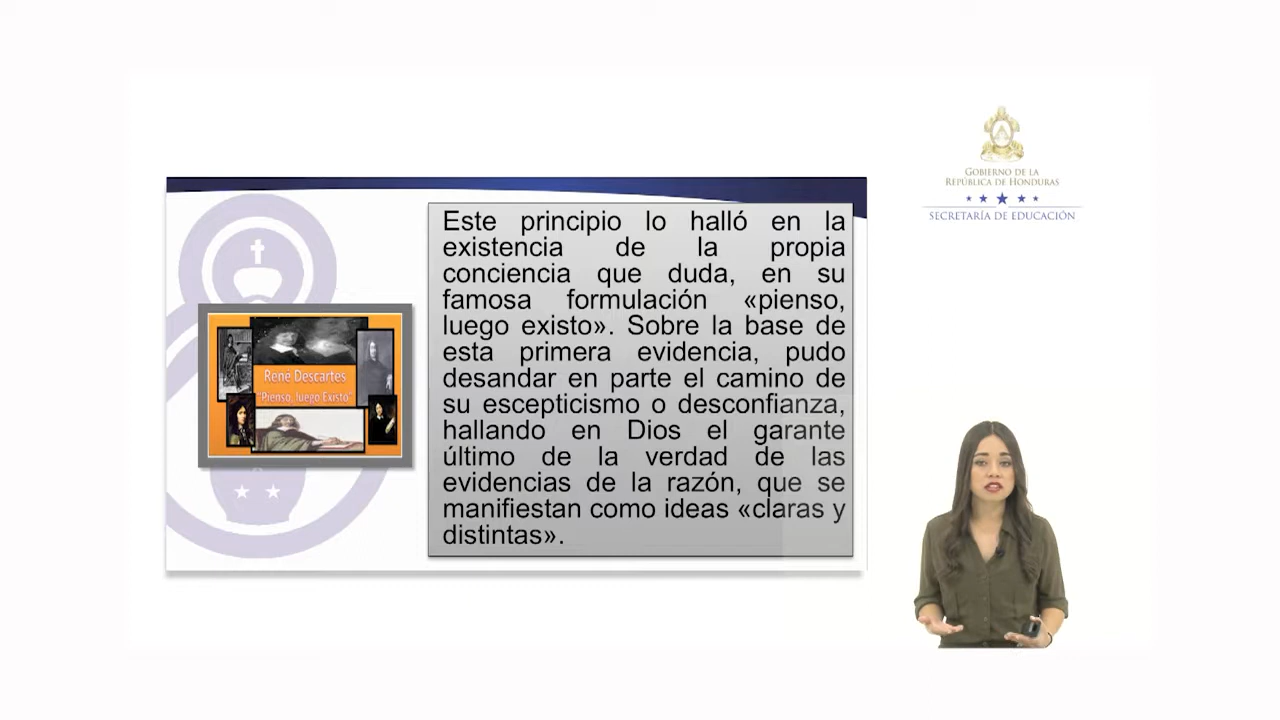 GOBIERNO DE LA
REPÚBLICA DE HONDURAS
SECRETARÍA DE EDUCACIÓN
Este principio lo halló en la
existencia de la propia
conciencia que duda, en su
famosa formulación «pienso,
luego existo». Sobre la base de
esta primera evidencia, pudo
desandar en parte el camino de
su escepticismo o desconfianza,
hallando en Dios el garante
último de la verdad de las
evidencias de la razón, que se
manifiestan como ideas «claras y
distintas».
René Descartes
"Pienso, luego Existo"